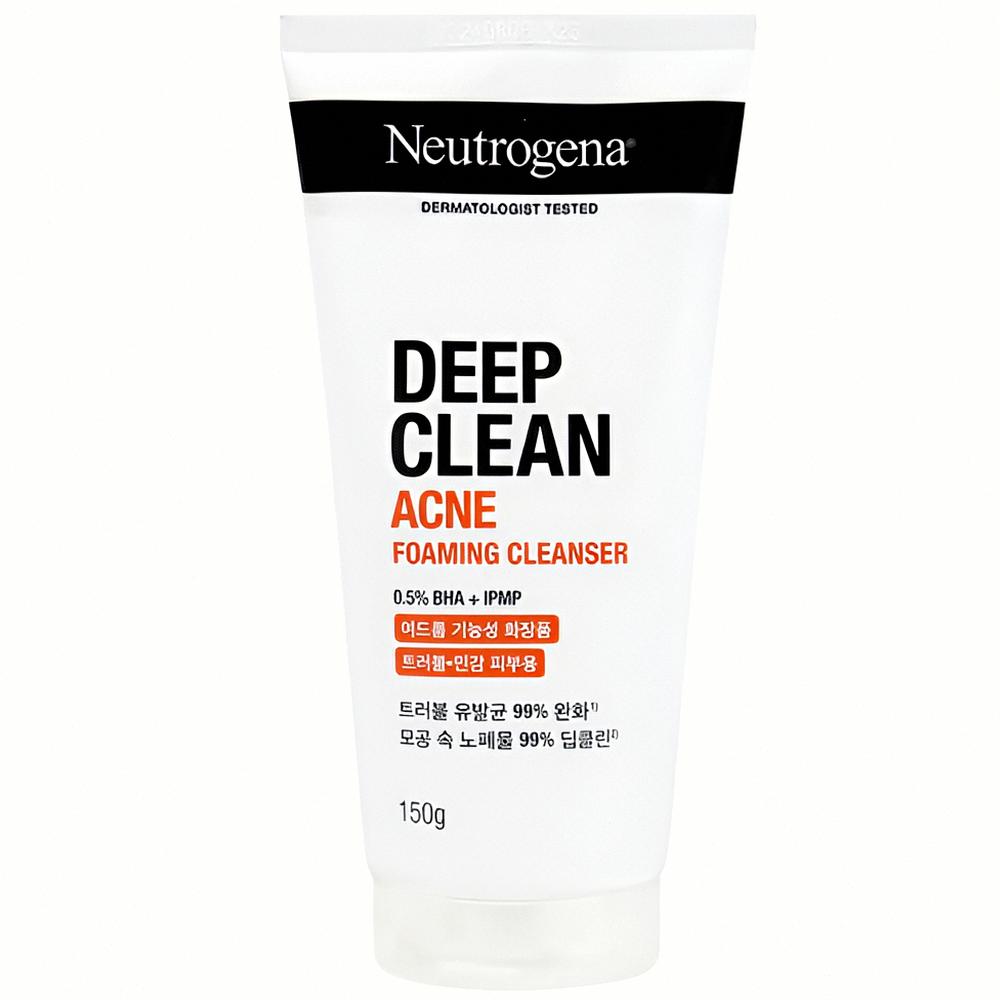 Neutrogena®
DERMATOLOGIST TESTED
DEEP
CLEAN
ACNE
FOAMING CLEANSER
0.5% BHA + IPMP
여드름 기능성 화장품
트러블•민감 피부용
트러블 유발균 99% 완화¹⁾
모공 속 노폐물 99% 딥클린²⁾
150g